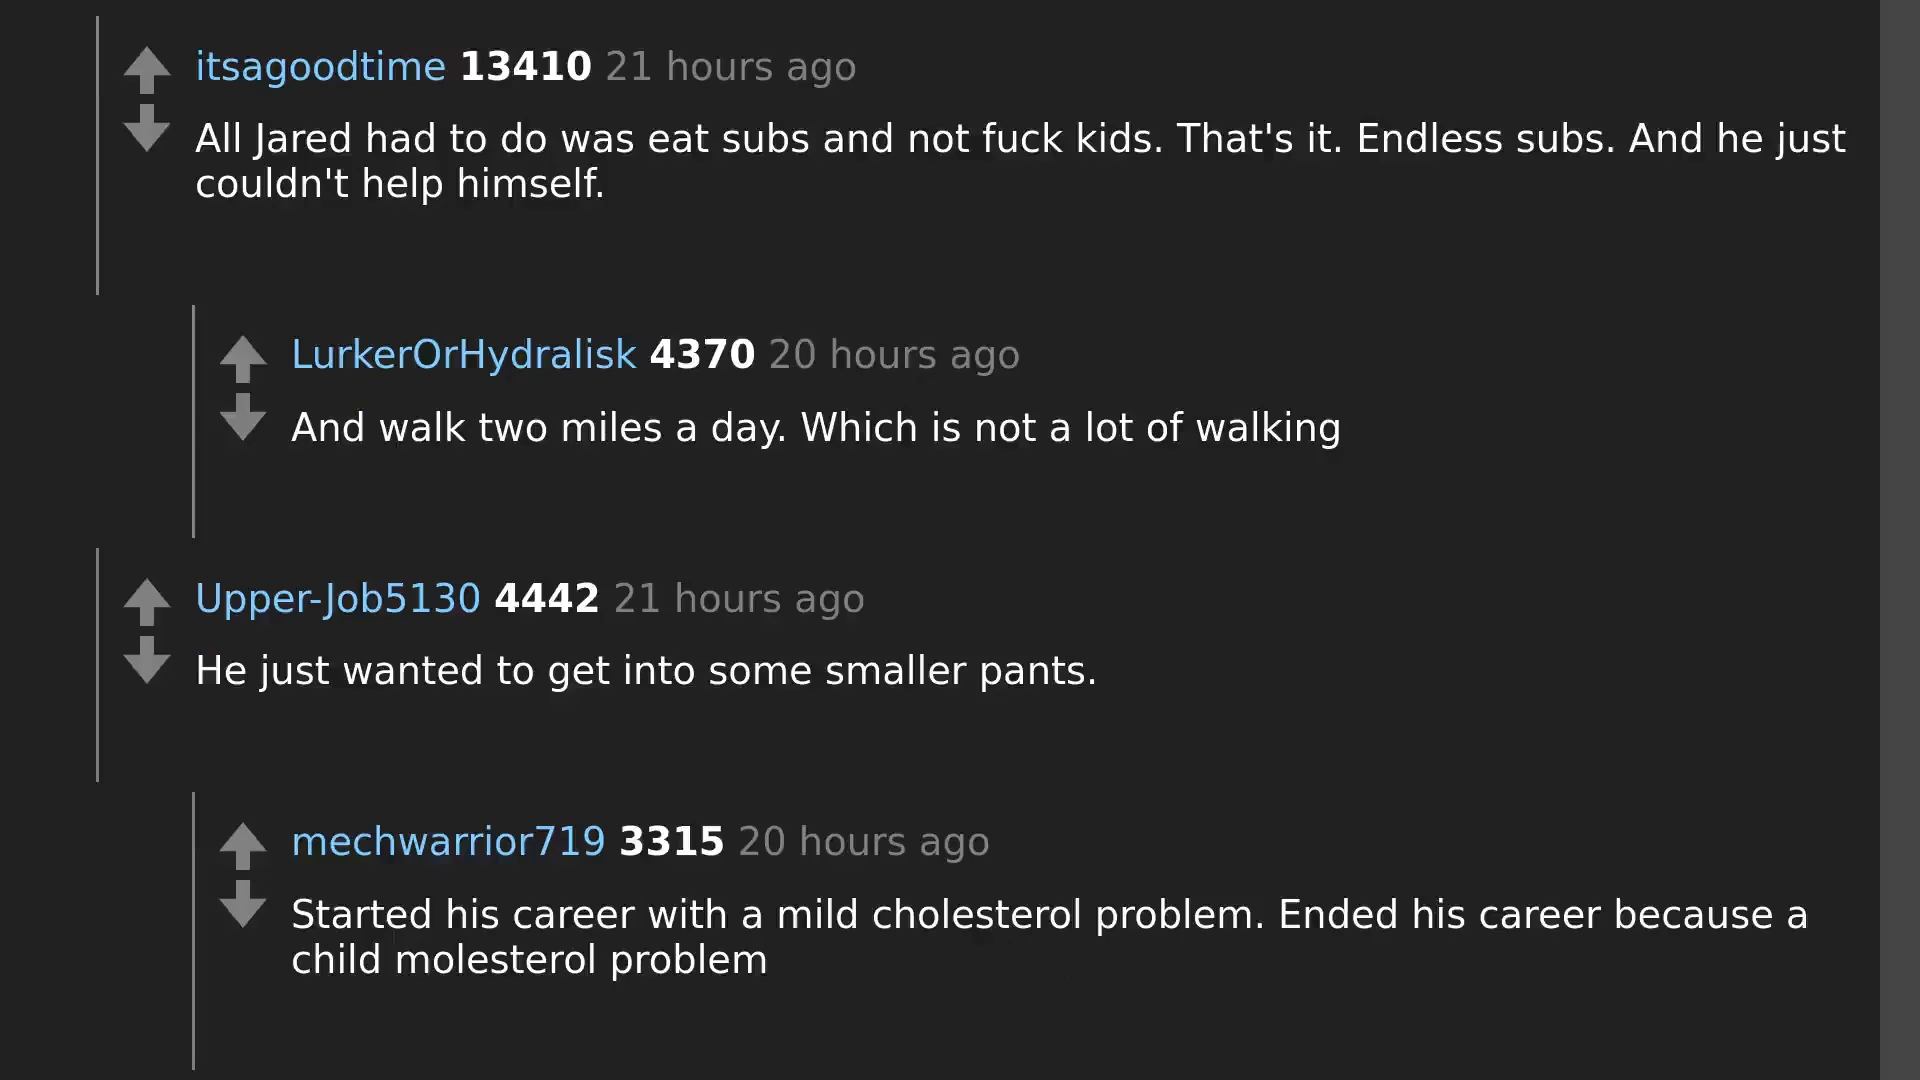 itsagoodtime 13410 21 hours ago
All Jared had to do was eat subs and not fuck kids. That's it. Endless subs. And he just
couldn't help himself.
LurkerOrHydralisk 4370 20 hours ago
And walk two miles a day. Which is not a lot of walking
Upper-Job5130 4442 21 hours ago
He just wanted to get into some smaller pants.
mechwarrior719 3315 20 hours ago
Started his career with a mild cholesterol problem. Ended his career because a
child molesterol problem